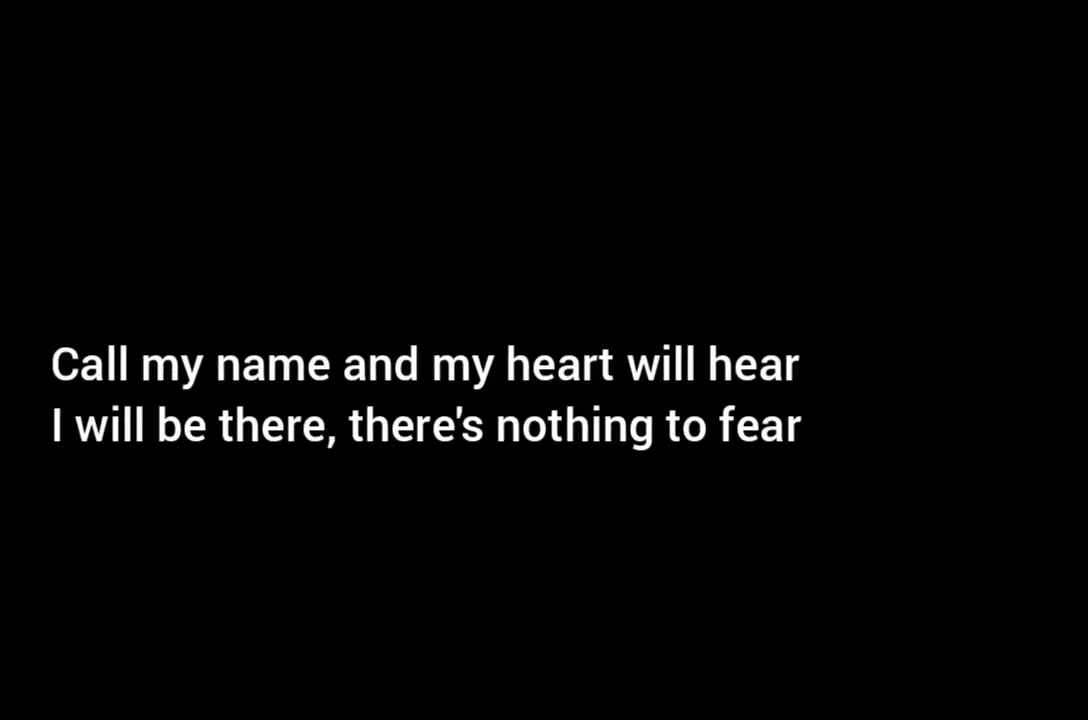 Call my name and my heart will hear
I will be there, there's nothing to fear